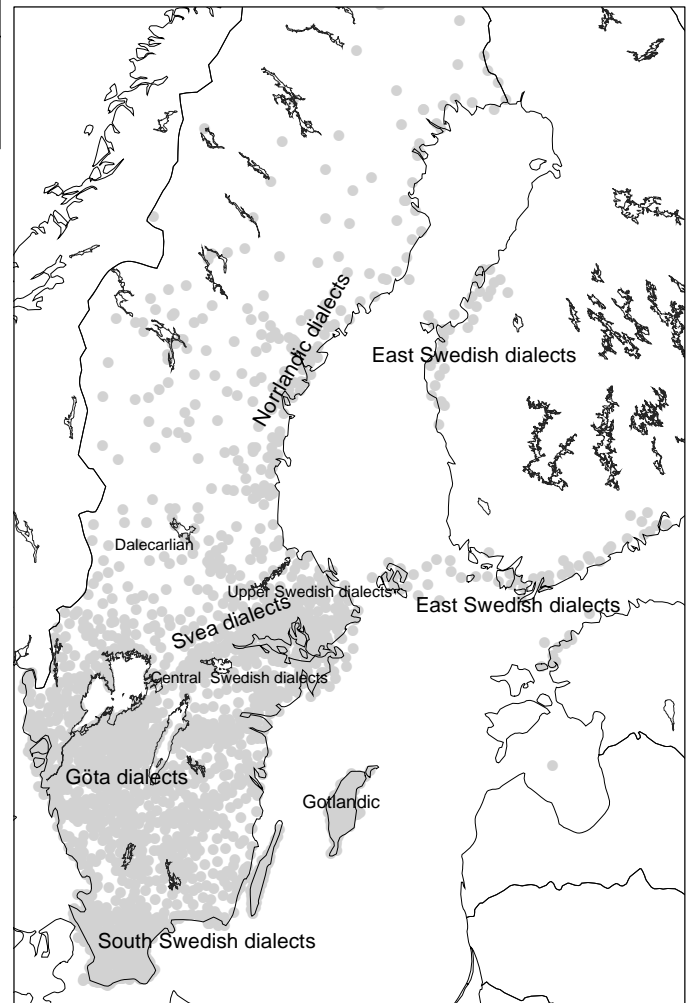 Norrlandic dialects
East Swedish dialects
Dalecarlian
Upper Swedish dialects
East Swedish dialects
Svea dialects
Central Swedish dialects
Göta dialects
Gotlandic
South Swedish dialects